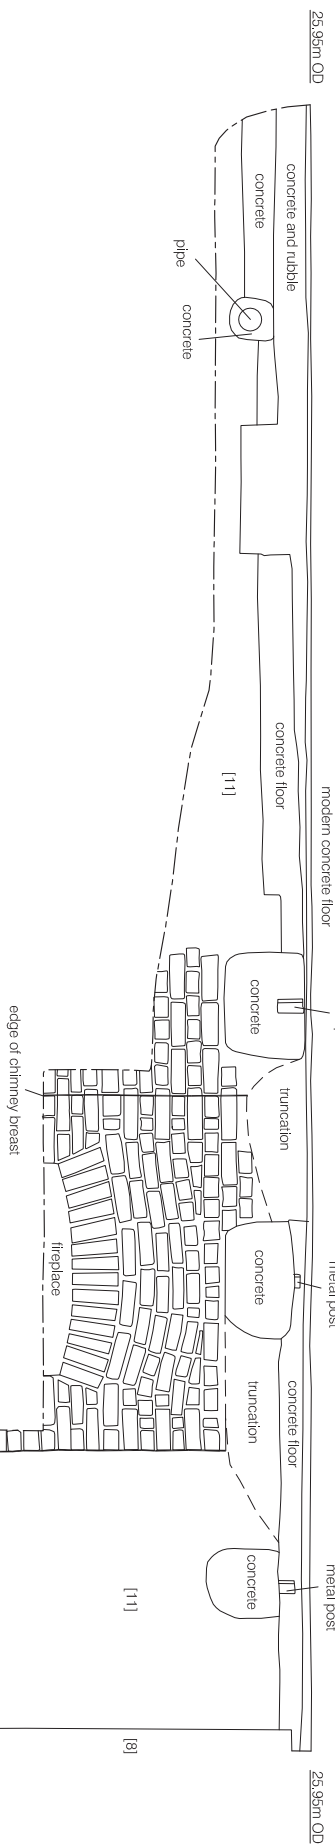 25.95m OD
concrete and rubble
concrete
pipe
concrete
modern concrete floor
concrete floor
[11]
concrete
truncation
edge of chimney breast
fireplace
concrete
metal post
concrete floor
truncation
concrete
metal post
[11]
[8]
25.95m OD